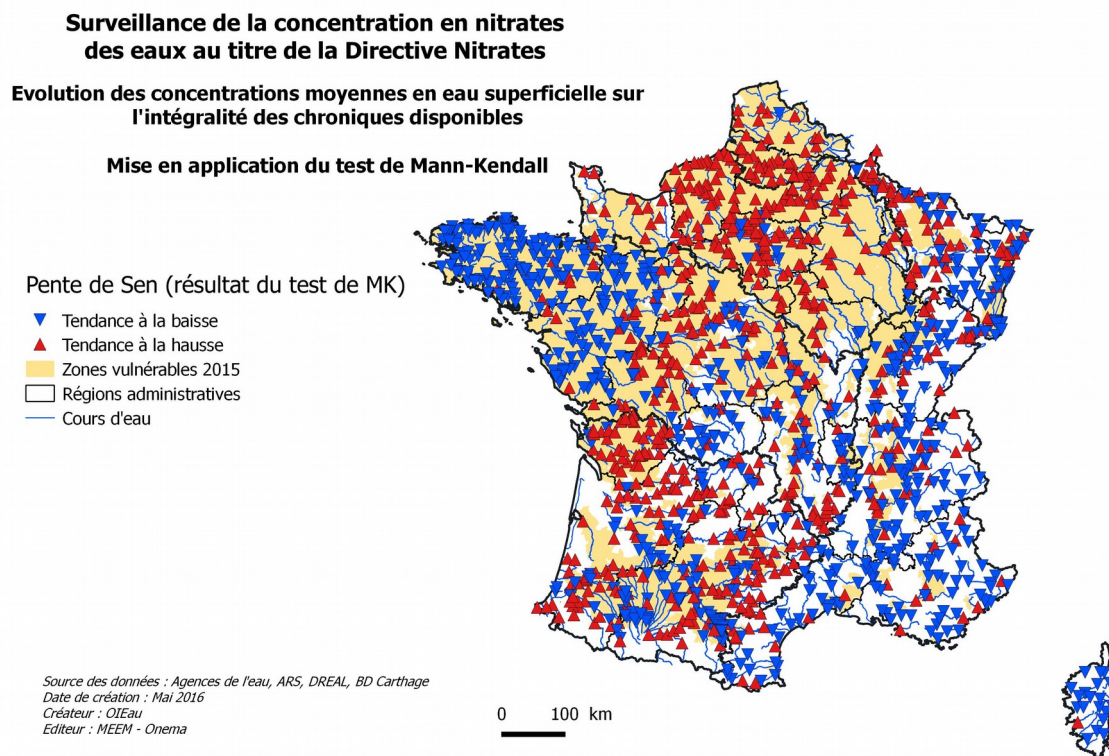 Surveillance de la concentration en nitrates
des eaux au titre de la Directive Nitrates
Evolution des concentrations moyennes en eau superficielle sur
l'intégralité des chroniques disponibles
Mise en application du test de Mann-Kendall
Pente de Sen (résultat du test de MK)
Tendance à la baisse
Tendance à la hausse
Zones vulnérables 2015
Régions administratives
Cours d'eau
Source des données : Agences de l'eau, ARS, DREAL, BD Carthage
Date de création : Mai 2016
Créateur : OIEau
Editeur : MEEM - Onema
0 100 km